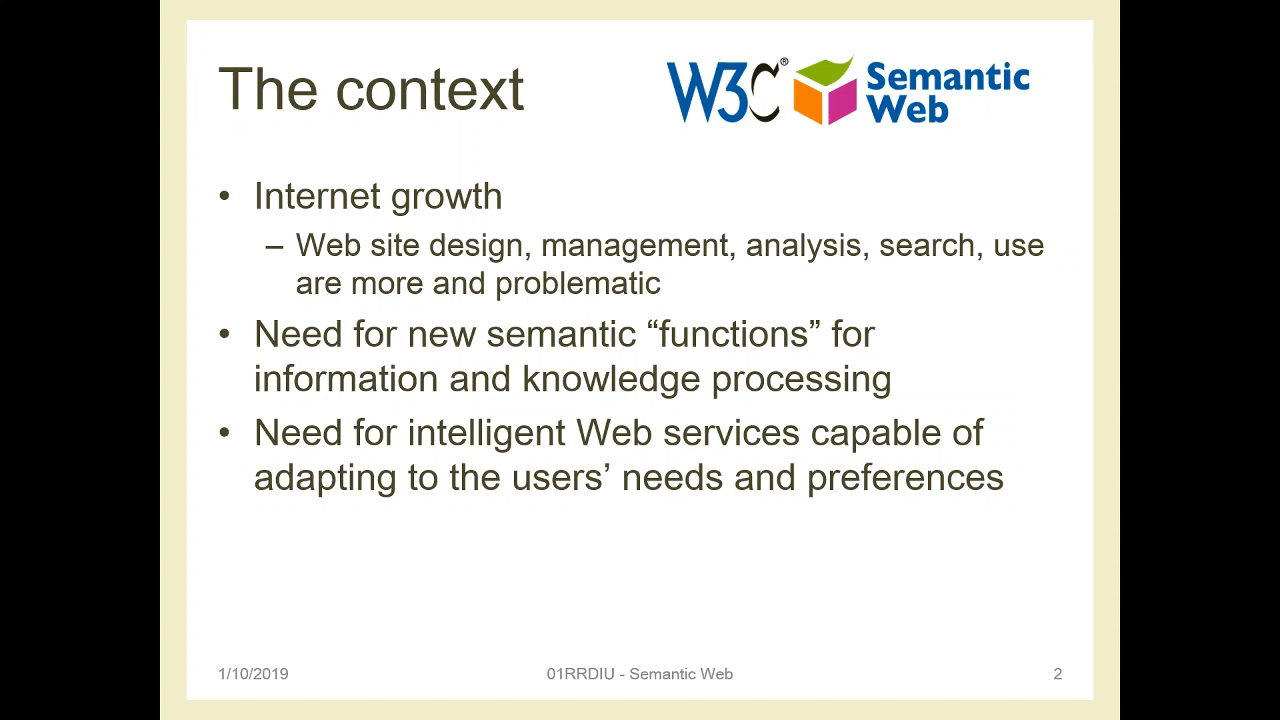 The context
W3C® Semantic
Web
• Internet growth
– Web site design, management, analysis, search, use
are more and problematic
• Need for new semantic “functions” for
information and knowledge processing
• Need for intelligent Web services capable of
adapting to the users’ needs and preferences
1/10/2019 01RRDIU - Semantic Web 2